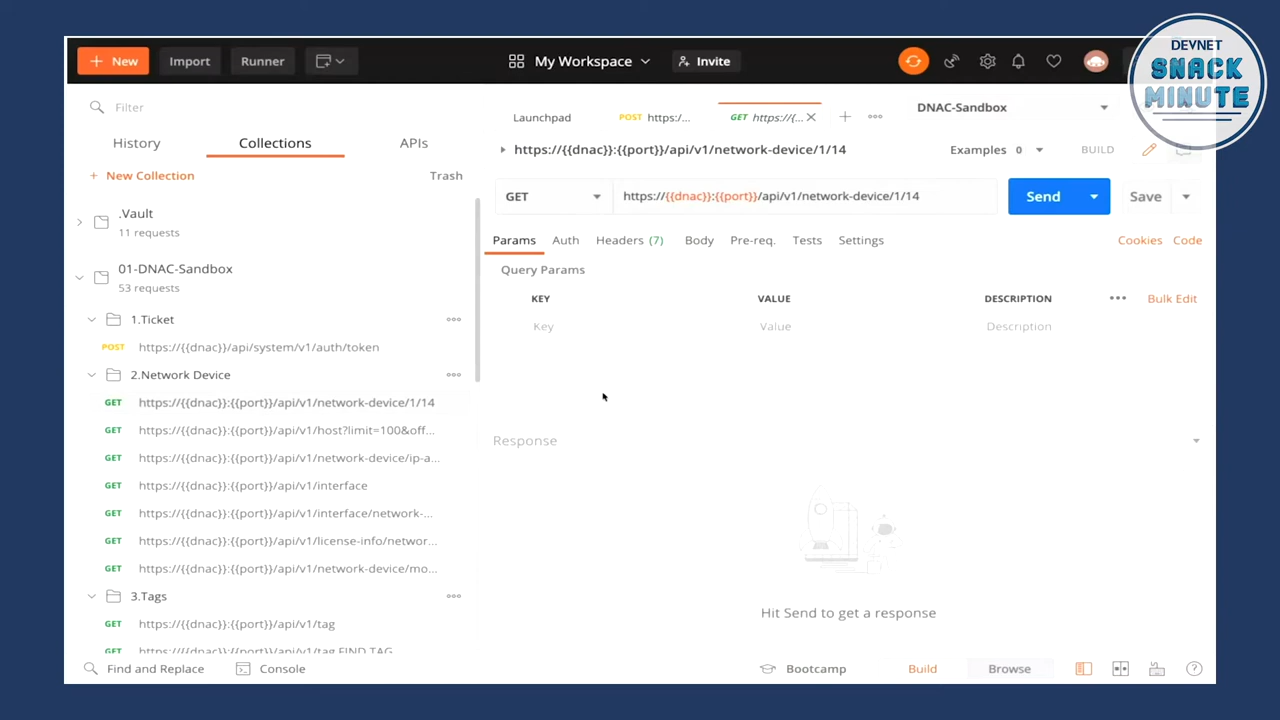 DEVNET
SNACK
MINUTE
New
Import
Runner
My Workspace
Invite
Filter
History
Collections
APIs
New Collection
Trash
.Vault
11 requests
01-DNAC-Sandbox
53 requests
1.Ticket
POST https://{{dnac}}/api/system/v1/auth/token
2.Network Device
GET https://{{dnac}}:{{port}}/api/v1/network-device/1/14
GET https://{{dnac}}:{{port}}/api/v1/host?limit=100&off...
GET https://{{dnac}}:{{port}}/api/v1/network-device/ip-a...
GET https://{{dnac}}:{{port}}/api/v1/interface
GET https://{{dnac}}:{{port}}/api/v1/interface/network-...
GET https://{{dnac}}:{{port}}/api/v1/license-info/networ...
GET https://{{dnac}}:{{port}}/api/v1/network-device/mo...
3.Tags
GET https://{{dnac}}:{{port}}/api/v1/tag
GET https://{{dnac}}:{{port}}/api/v1/tag FIND TAG
Launchpad
POST https:/...
GET https://{...
DNAC-Sandbox
https://{{dnac}}:{{port}}/api/v1/network-device/1/14
Examples 0
BUILD
GET
https://{{dnac}}:{{port}}/api/v1/network-device/1/14
Send
Save
Params
Auth
Headers (7)
Body
Pre-req.
Tests
Settings
Cookies
Code
Query Params
KEY
VALUE
DESCRIPTION
Bulk Edit
Key
Value
Description
Response
Hit Send to get a response
Find and Replace
Console
Bootcamp
Build
Browse